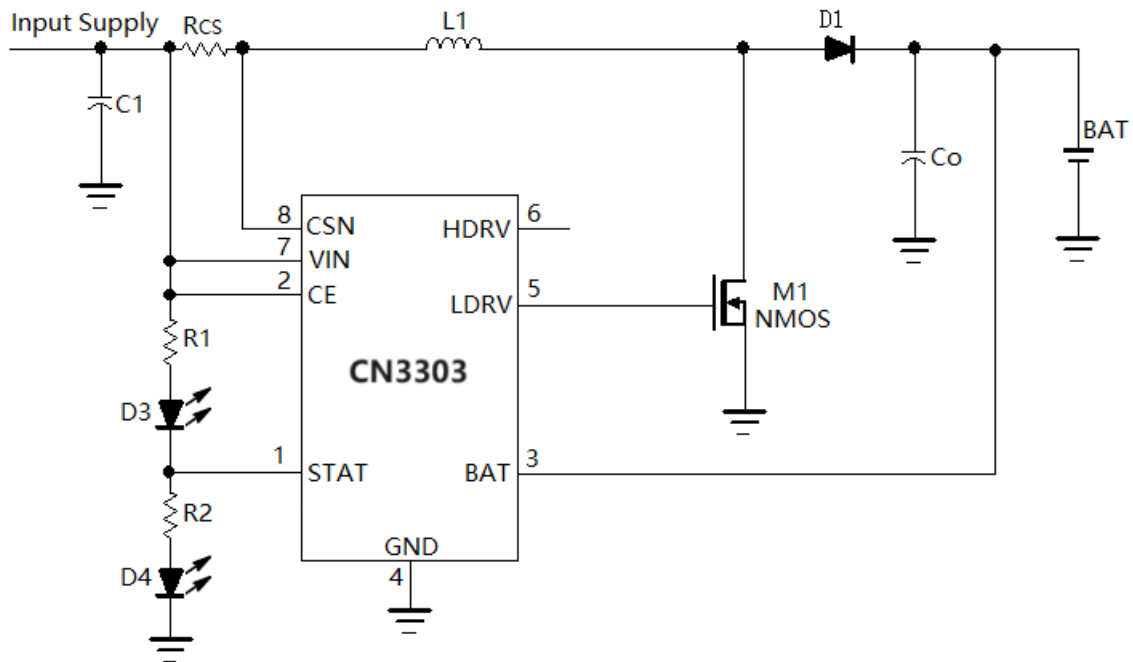 Input Supply
RCS
L1
D1
C1
Co
BAT
8
CSN
HDRV
6
7
VIN
2
CE
LDRV
5
M1
NMOS
R1
CN3303
D3
1
STAT
BAT
3
R2
GND
4
D4